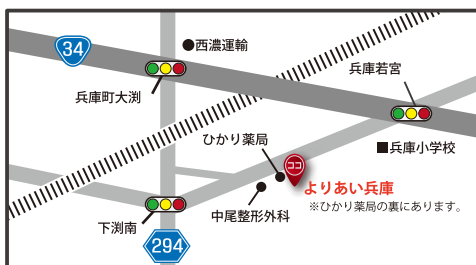 34
●西濃運輸
兵庫町大渕
兵庫若宮
■兵庫小学校
ひかり薬局
ココ
よりあい兵庫
※ひかり薬局の裏にあります。
中尾整形外科
下渕南
294